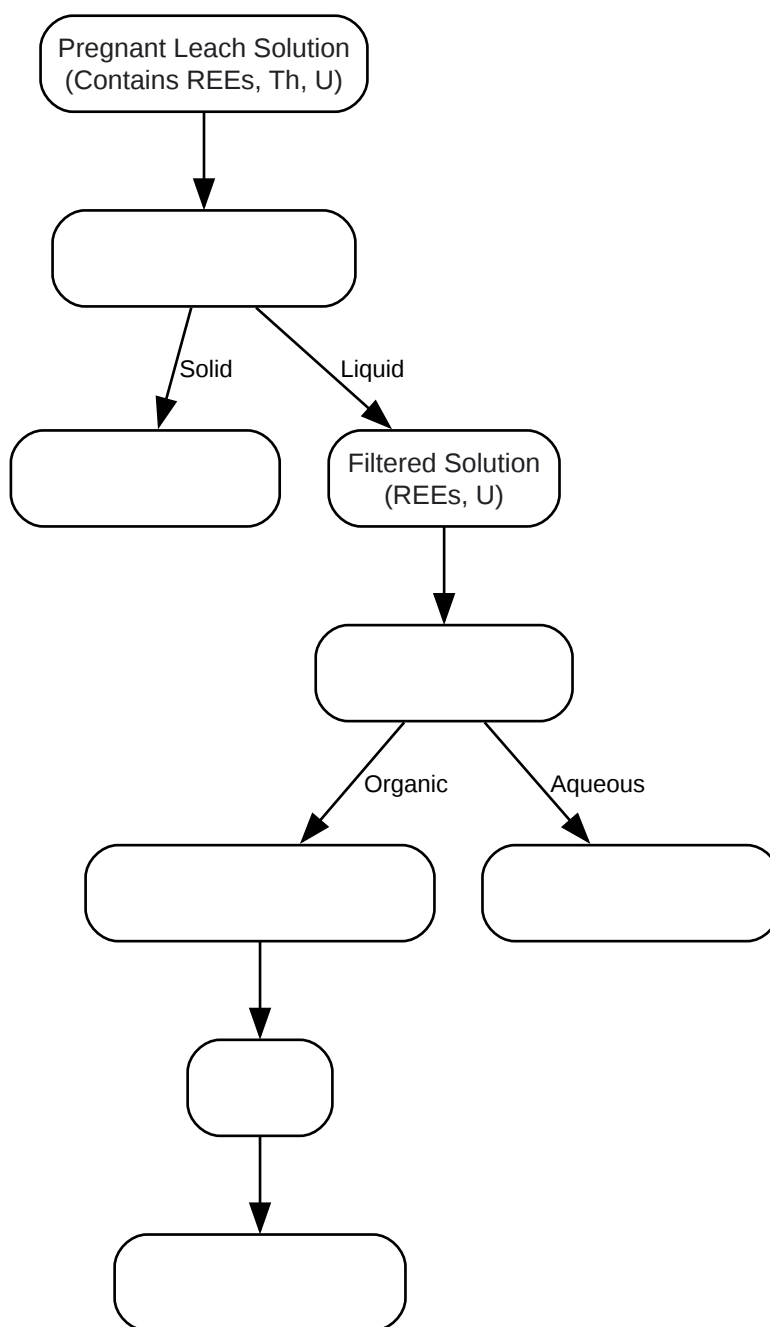 Pregnant Leach Solution
(Contains REEs, Th, U)
Solid
Liquid
Filtered Solution
(REEs, U)
Organic
Aqueous